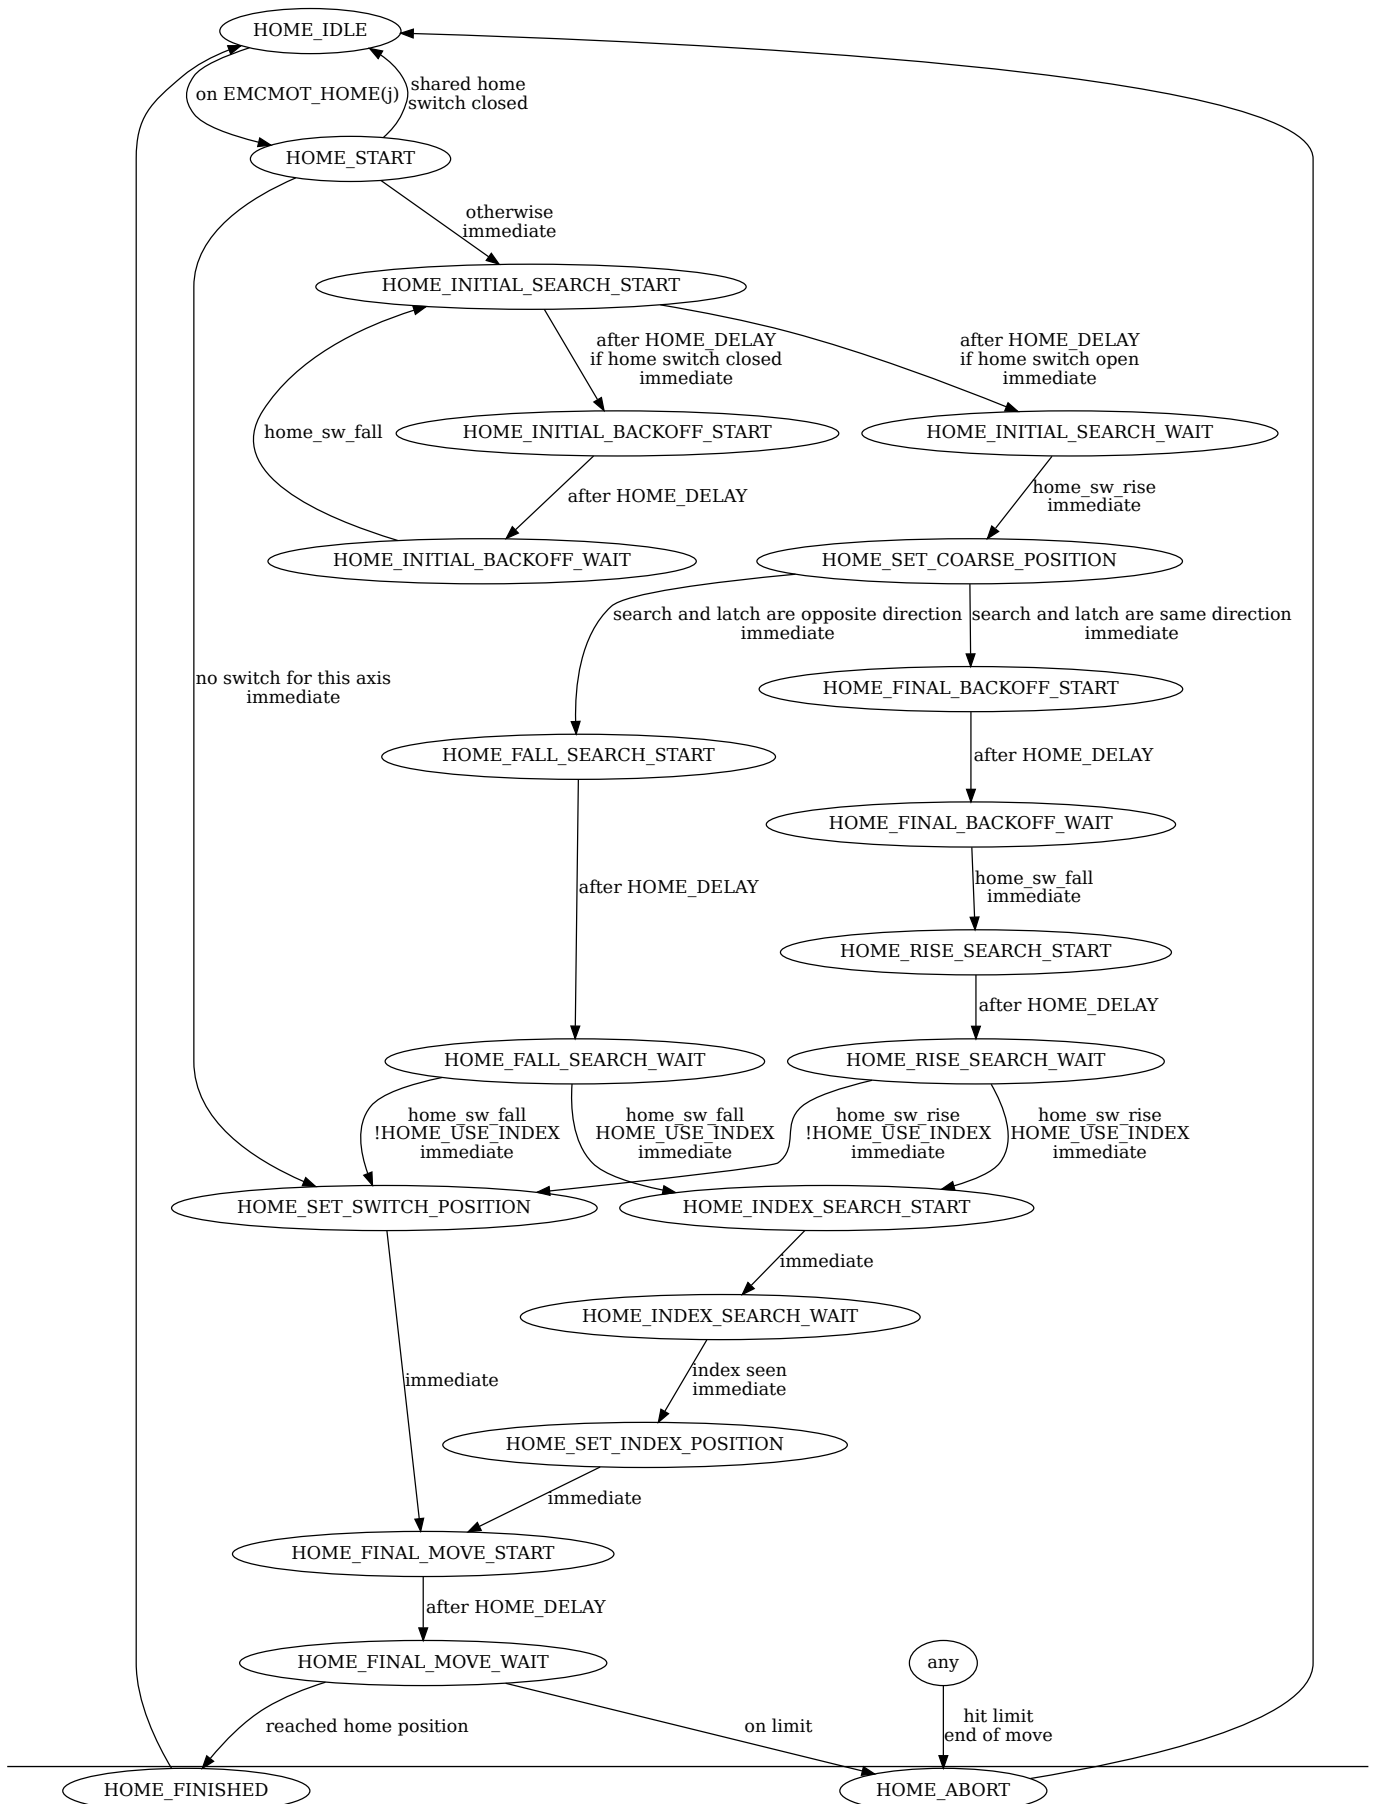 HOME_IDLE
on EMCMOT_HOME(j)
shared home
switch closed
HOME_START
otherwise
immediate
HOME_INITIAL_SEARCH_START
after HOME_DELAY
if home switch closed
immediate
after HOME_DELAY
if home switch open
immediate
home_sw_fall
HOME_INITIAL_BACKOFF_START
HOME_INITIAL_SEARCH_WAIT
after HOME_DELAY
home_sw_rise
immediate
HOME_INITIAL_BACKOFF_WAIT
HOME_SET_COARSE_POSITION
search and latch are opposite direction
immediate
search and latch are same direction
immediate
no switch for this axis
immediate
HOME_FINAL_BACKOFF_START
HOME_FALL_SEARCH_START
after HOME_DELAY
HOME_FINAL_BACKOFF_WAIT
after HOME_DELAY
home_sw_fall
immediate
HOME_RISE_SEARCH_START
after HOME_DELAY
HOME_FALL_SEARCH_WAIT
HOME_RISE_SEARCH_WAIT
home_sw_fall
!HOME_USE_INDEX
immediate
home_sw_fall
HOME_USE_INDEX
immediate
home_sw_rise
!HOME_USE_INDEX
immediate
home_sw_rise
HOME_USE_INDEX
immediate
HOME_SET_SWITCH_POSITION
HOME_INDEX_SEARCH_START
immediate
HOME_INDEX_SEARCH_WAIT
immediate
index seen
immediate
HOME_SET_INDEX_POSITION
immediate
HOME_FINAL_MOVE_START
after HOME_DELAY
HOME_FINAL_MOVE_WAIT
any
reached home position
on limit
hit limit
end of move
HOME_FINISHED
HOME_ABORT